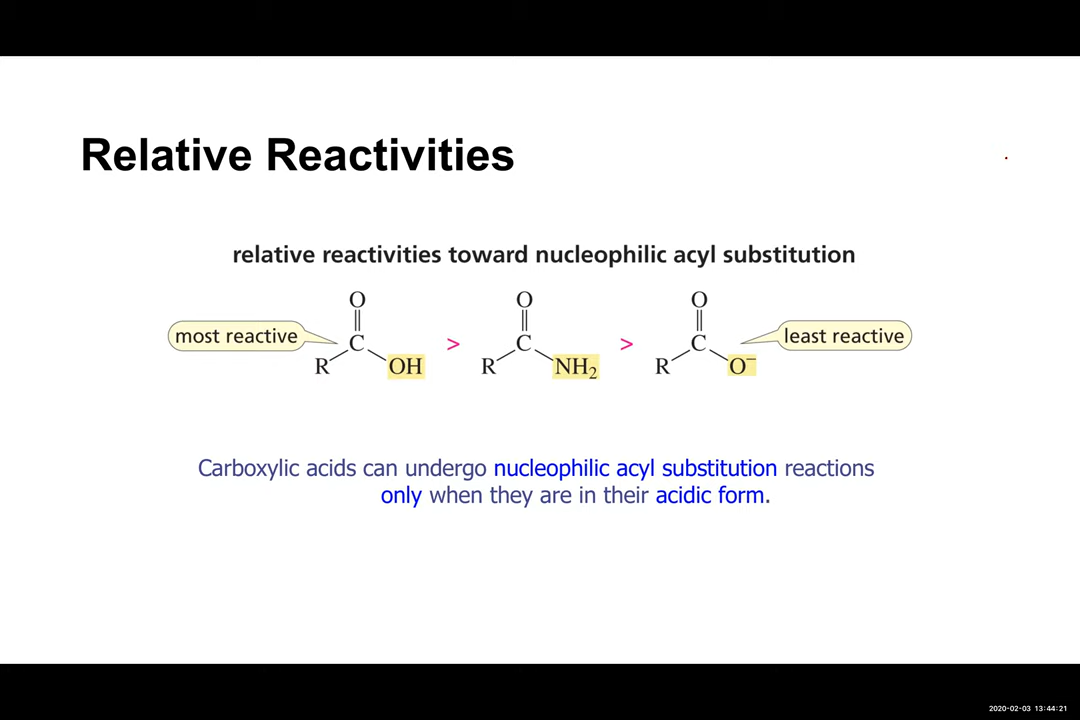 Relative Reactivities
relative reactivities toward nucleophilic acyl substitution
O O O
most reactive C > C > C least reactive
R OH R NH₂ R O⁻
Carboxylic acids can undergo nucleophilic acyl substitution reactions
only when they are in their acidic form.
2020-02-03 13:44:21